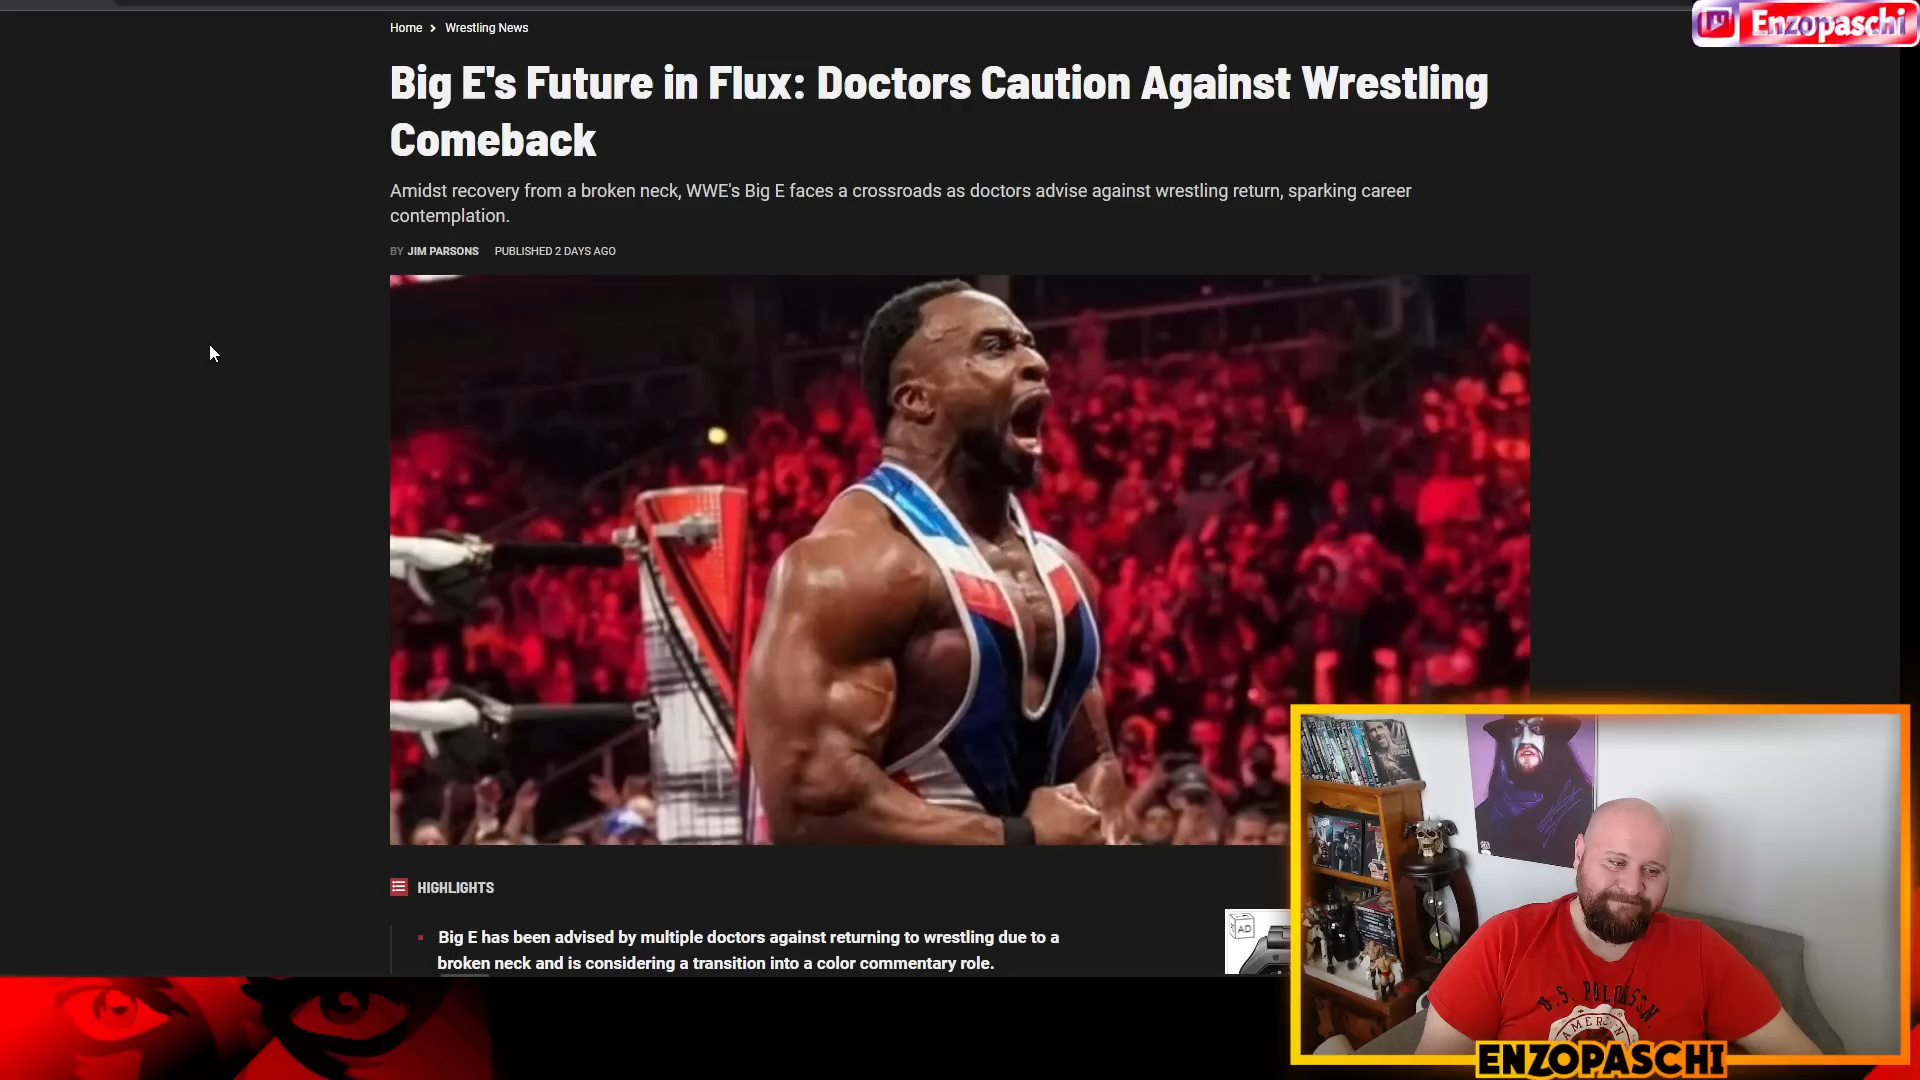 Home > Wrestling News
Enzopaschi
Big E's Future in Flux: Doctors Caution Against Wrestling
Comeback
Amidst recovery from a broken neck, WWE's Big E faces a crossroads as doctors advise against wrestling return, sparking career
contemplation.
BY JIM PARSONS PUBLISHED 2 DAYS AGO
HIGHLIGHTS
Big E has been advised by multiple doctors against returning to wrestling due to a
broken neck and is considering a transition into a color commentary role.
AD
ENZOPASCHI